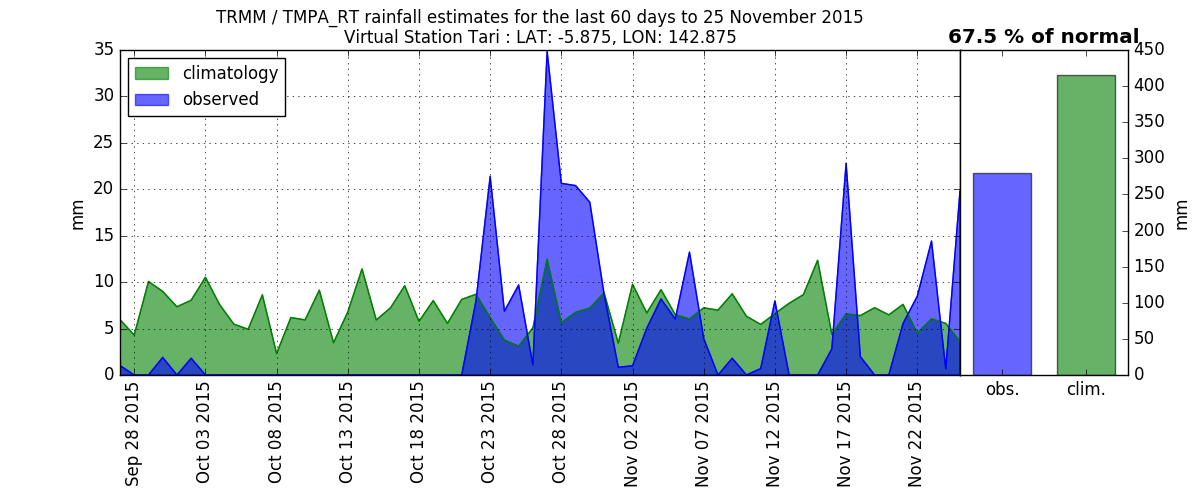 TRMM / TMPA_RT rainfall estimates for the last 60 days to 25 November 2015
Virtual Station Tari : LAT: -5.875, LON: 142.875
67.5 % of normal
climatology
observed
35
30
25
20
15
10
5
0
mm
Sep 28 2015
Oct 03 2015
Oct 08 2015
Oct 13 2015
Oct 18 2015
Oct 23 2015
Oct 28 2015
Nov 02 2015
Nov 07 2015
Nov 12 2015
Nov 17 2015
Nov 22 2015
450
400
350
300
250
200
150
100
50
0
mm
obs.
clim.